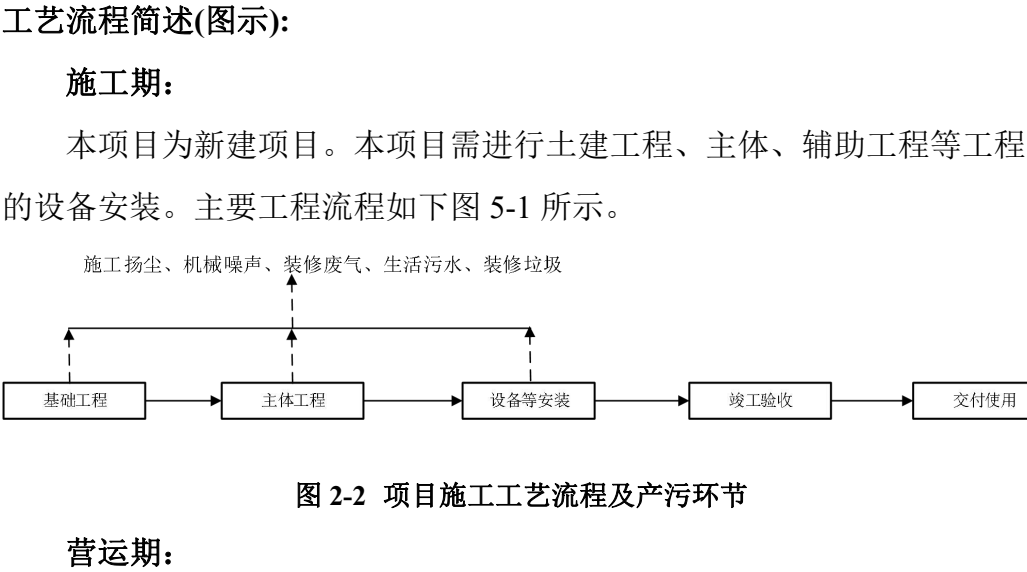 工艺流程简述(图示):
施工期：
本项目为新建项目。本项目需进行土建工程、主体、辅助工程等工程
的设备安装。主要工程流程如下图 5-1 所示。
施工扬尘、机械噪声、装修废气、生活污水、装修垃圾
基础工程
主体工程
设备等安装
竣工验收
交付使用
图 2-2 项目施工工艺流程及产污环节
营运期：